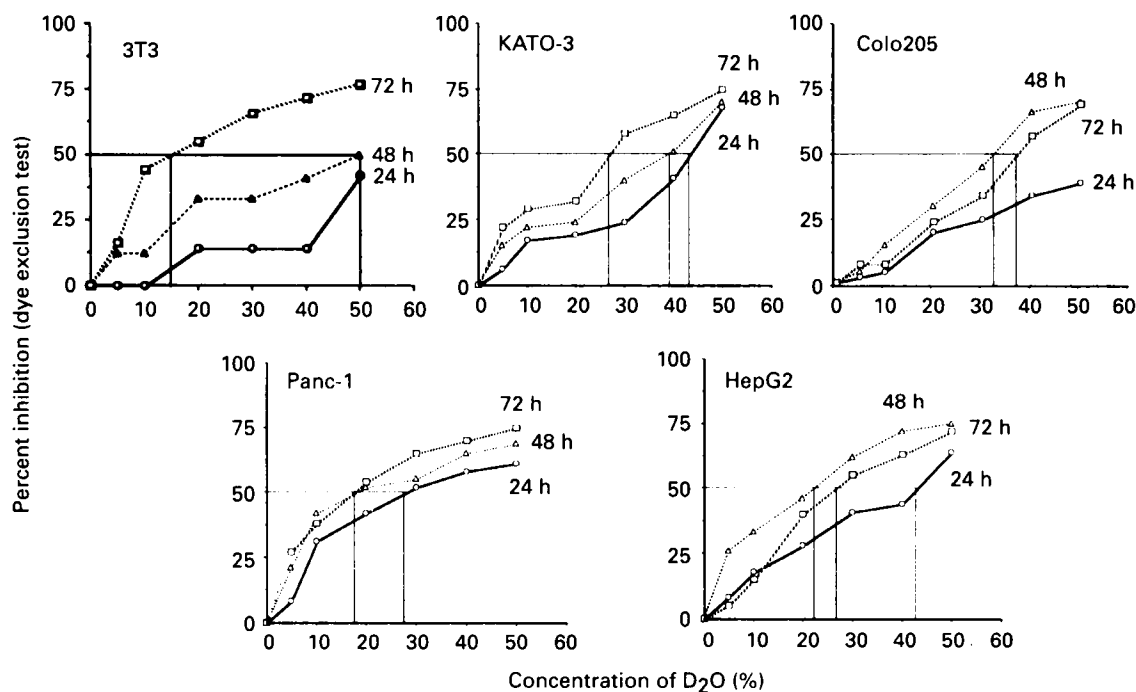 Percent inhibition (dye exclusion test)
3T3
100
75
50
25
0
0 10 20 30 40 50 60
72 h
48 h
24 h
KATO-3
100
75
50
25
0
0 10 20 30 40 50 60
72 h
48 h
24 h
Colo205
100
75
50
25
0
0 10 20 30 40 50 60
48 h
72 h
24 h
Panc-1
100
75
50
25
0
0 10 20 30 40 50 60
72 h
48 h
24 h
HepG2
100
75
50
25
0
0 10 20 30 40 50 60
48 h
72 h
24 h
Concentration of D₂O (%)